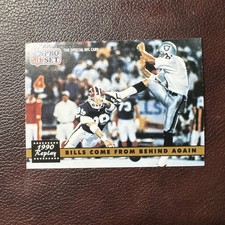 PRO SET
THE OFFICIAL NFL CARD
1990
Replay
BILLS COME FROM BEHIND AGAIN